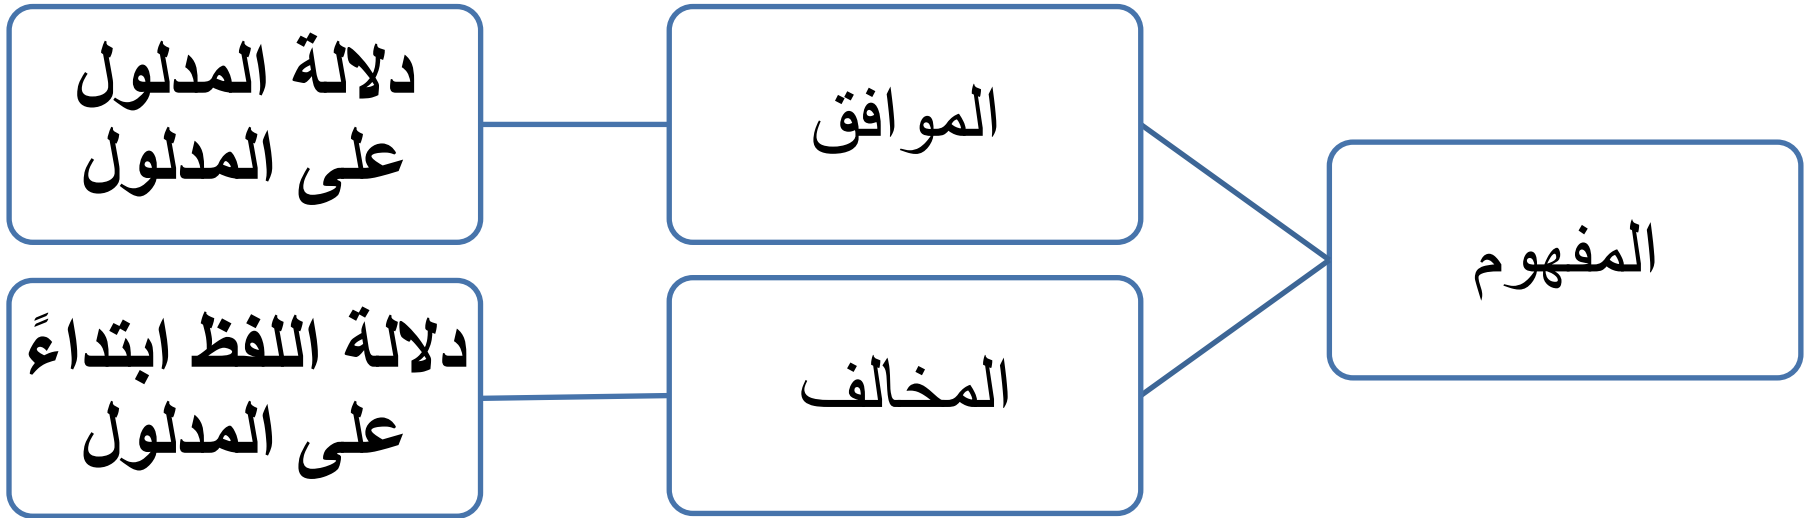 المفهوم
الموافق
دلالة المدلول
على المدلول
المخالف
دلالة اللفظ ابتداءً
على المدلول